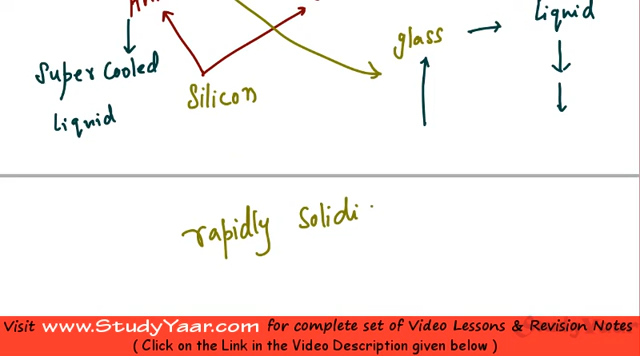 Liquid
glass
Super Cooled
Liquid
Silicon
rapidly solidi
Visit www.StudyYaar.com for complete set of Video Lessons & Revision Notes
( Click on the Link in the Video Description given below )